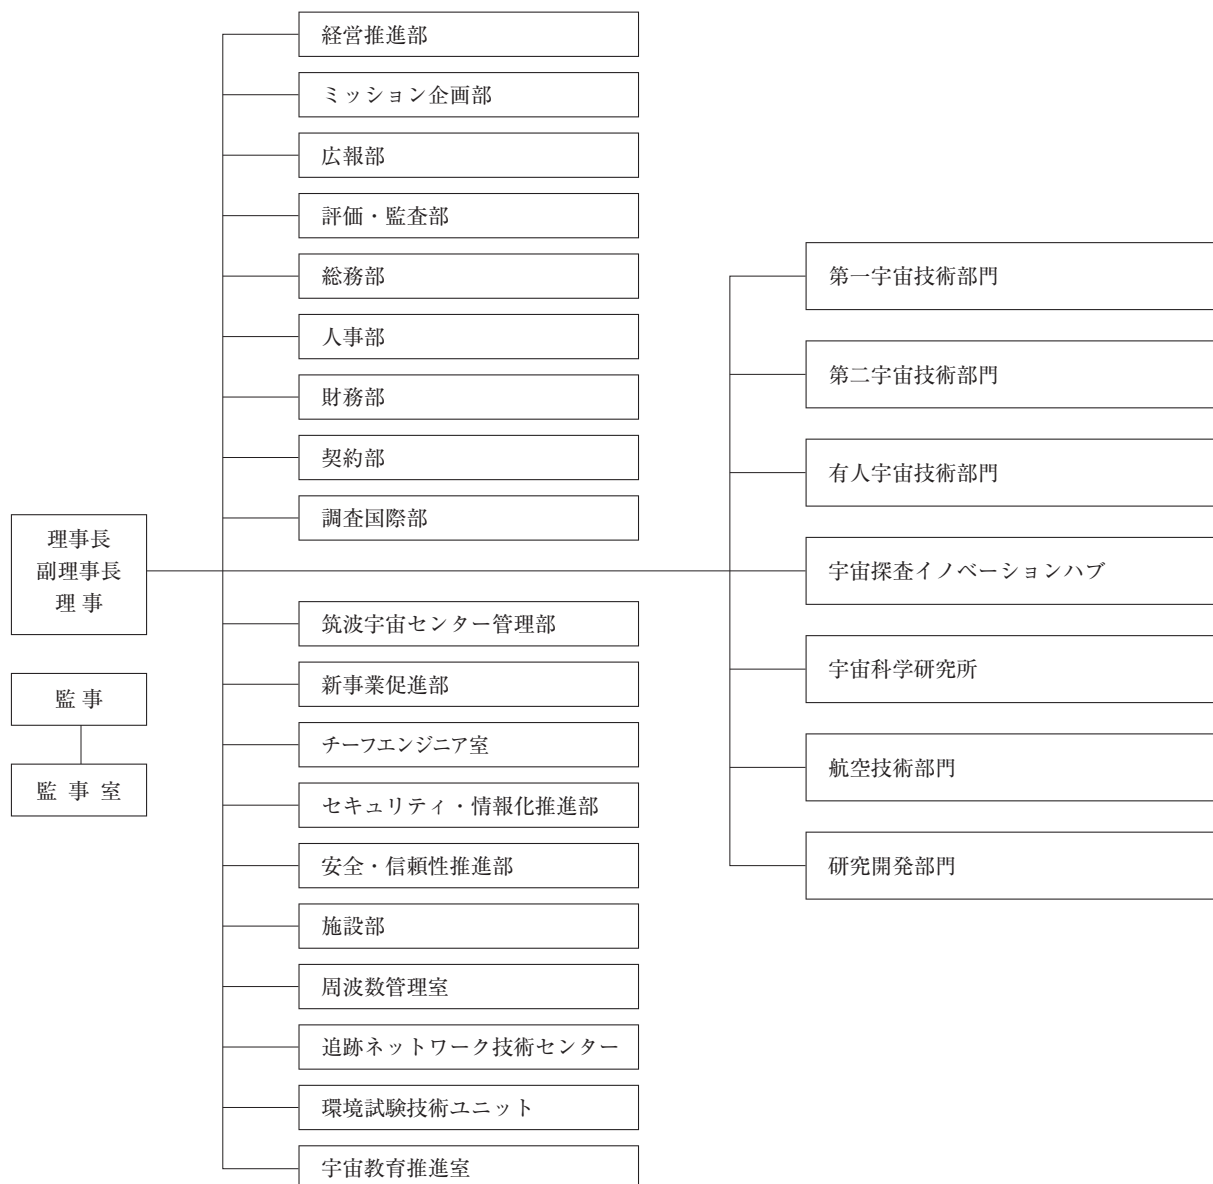 理事長
副理事長
理 事
監 事
監 事 室
経営推進部
ミッション企画部
広報部
評価・監査部
総務部
人事部
財務部
契約部
調査国際部
筑波宇宙センター管理部
新事業促進部
チーフエンジニア室
セキュリティ・情報化推進部
安全・信頼性推進部
施設部
周波数管理室
追跡ネットワーク技術センター
環境試験技術ユニット
宇宙教育推進室
第一宇宙技術部門
第二宇宙技術部門
有人宇宙技術部門
宇宙探査イノベーションハブ
宇宙科学研究所
航空技術部門
研究開発部門